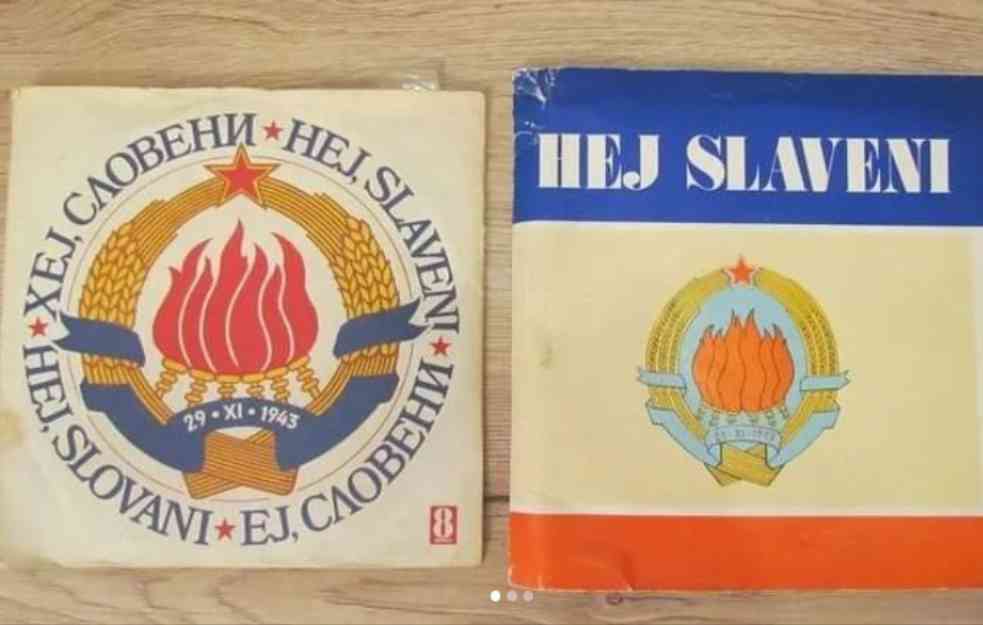 ХЕЈ, СЛОВЕНИ ★ HEJ, SLAVENI ★ ЕЈ, СЛОВЕНИ ★ HEJ, SLOVANI ★
29 • XI • 1943
8
HEJ SLAVENI